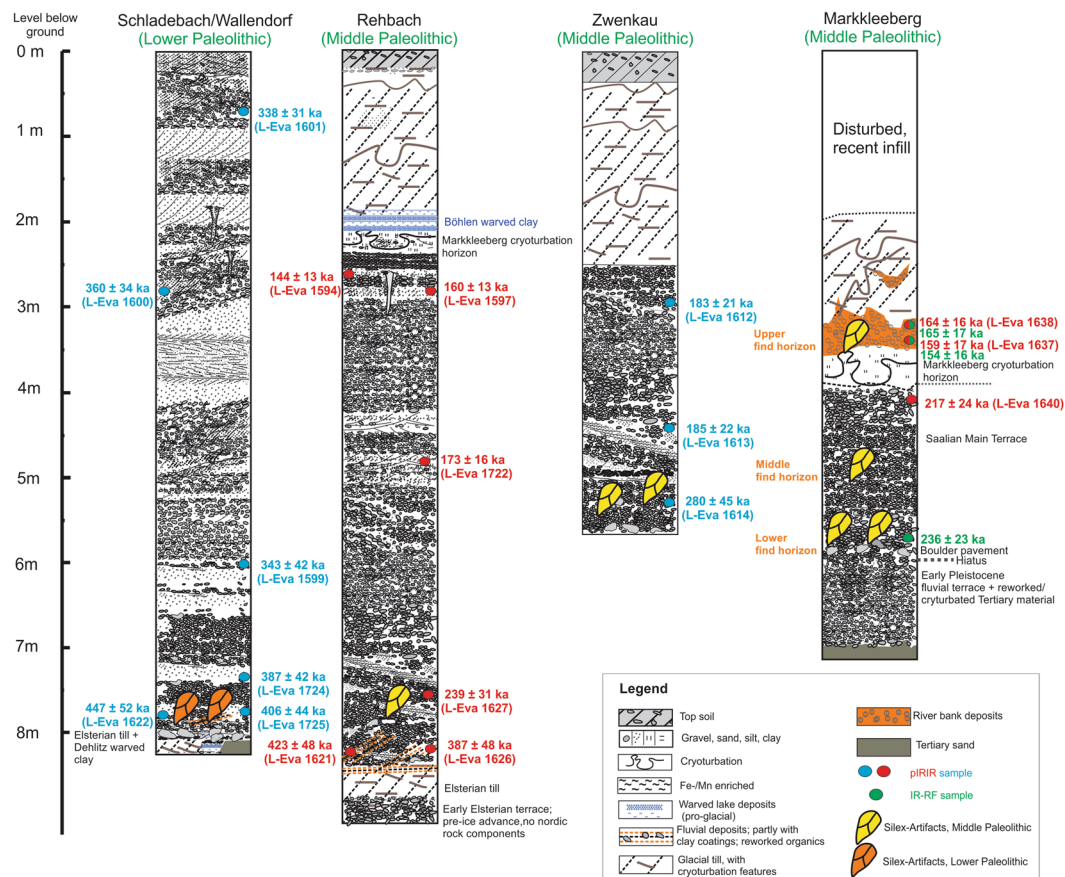 Level below
ground
0 m
1 m
2m
3m
4m
5m
6m
7m
8m
Schladebach/Wallendorf
(Lower Paleolithic)
338 ± 31 ka
(L-Eva 1601)
360 ± 34 ka
(L-Eva 1600)
343 ± 42 ka
(L-Eva 1599)
387 ± 42 ka
(L-Eva 1724)
447 ± 52 ka
(L-Eva 1622)
406 ± 44 ka
(L-Eva 1725)
Elsterian till +
Dehlitz warved
clay
Rehbach
(Middle Paleolithic)
Böhlen warved clay
Markkleeberg cryoturbation
horizon
144 ± 13 ka
(L-Eva 1594)
160 ± 13 ka
(L-Eva 1597)
173 ± 16 ka
(L-Eva 1722)
239 ± 31 ka
(L-Eva 1627)
423 ± 48 ka
(L-Eva 1621)
387 ± 48 ka
(L-Eva 1626)
Elsterian till
Early Elsterian terrace;
pre-ice advance,no nordic
rock components
Zwenkau
(Middle Paleolithic)
183 ± 21 ka
(L-Eva 1612)
185 ± 22 ka
(L-Eva 1613)
280 ± 45 ka
(L-Eva 1614)
Markkleeberg
(Middle Paleolithic)
Disturbed,
recent infill
Upper
find horizon
164 ± 16 ka (L-Eva 1638)
165 ± 17 ka
159 ± 17 ka (L-Eva 1637)
154 ± 16 ka
Markkleeberg cryoturbation
horizon
217 ± 24 ka (L-Eva 1640)
Saalian Main Terrace
Middle
find horizon
Lower
find horizon
236 ± 23 ka
Boulder pavement
Hiatus
Early Pleistocene
fluvial terrace + reworked/
cryturbated Tertiary material
Legend
Top soil
Gravel, sand, silt, clay
Cryoturbation
Fe-/Mn enriched
Warved lake deposits
(pro-glacial)
Fluvial deposits; partly with
clay coatings; reworked organics
Glacial till, with
cryoturbation features
River bank deposits
Tertiary sand
pIRIR sample
IR-RF sample
Silex-Artifacts, Middle Paleolithic
Silex-Artifacts, Lower Paleolithic